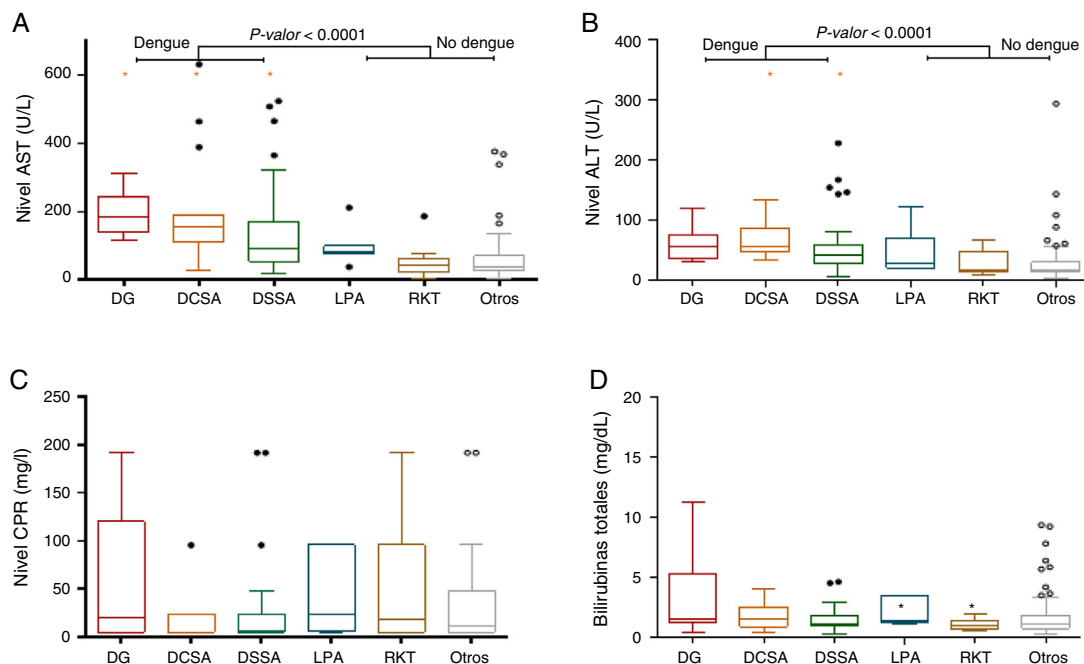 A
Dengue
P-valor < 0.0001
No dengue
Nivel AST (U/L)
600
400
200
0
* * *
DG DCSA DSSA LPA RKT Otros
B
Dengue
P-valor < 0.0001
No dengue
Nivel ALT (U/L)
400
300
200
100
0
* *
DG DCSA DSSA LPA RKT Otros
C
Nivel CPR (mg/l)
250
200
150
100
50
0
DG DCSA DSSA LPA RKT Otros
D
Bilirubinas totales (mg/dL)
20
15
10
5
0
* *
DG DCSA DSSA LPA RKT Otros